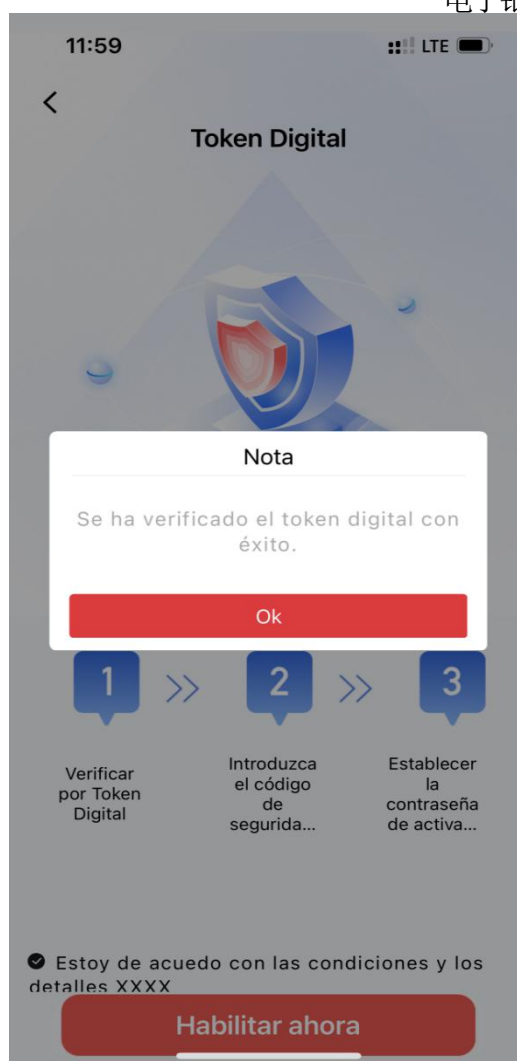 11:59
LTE
Token Digital
Nota
Se ha verificado el token digital con
éxito.
Ok
1
2
3
Verificar
por Token
Digital
Introduzca
el código
de
segurida...
Establecer
la
contraseña
de activa...
Estoy de acuerdo con las condiciones y los
detalles XXXX
Habilitar ahora